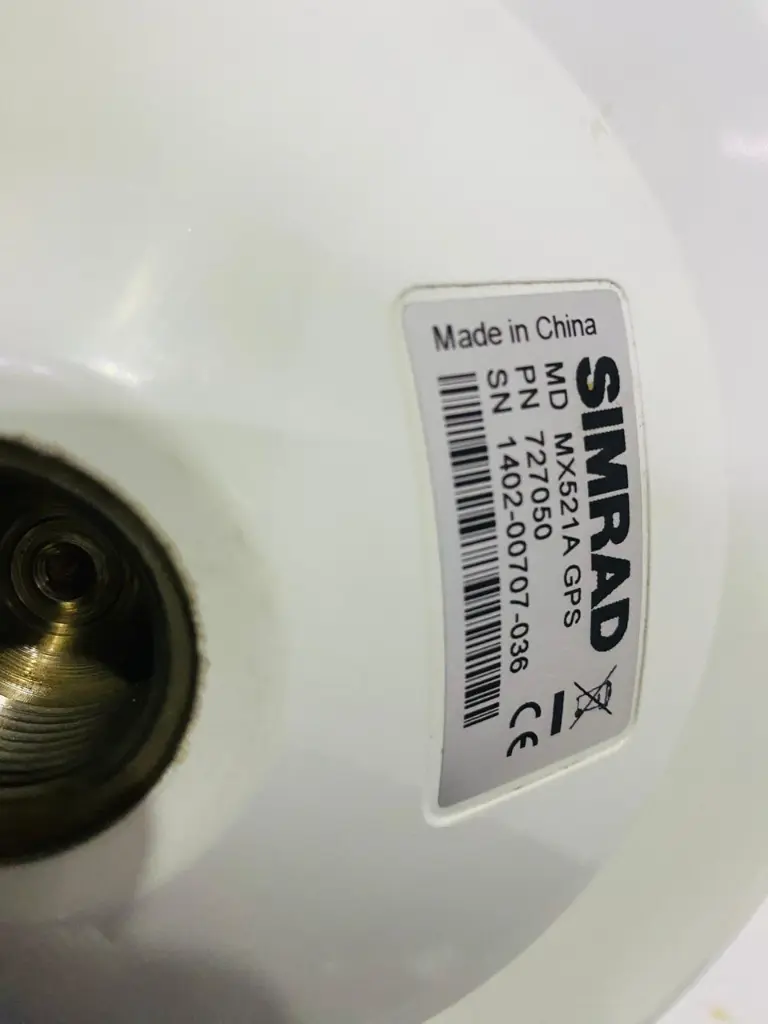 Made in China
SIMRAD
MD MX521A GPS
PN 727050
SN 1402-00707-036
CE